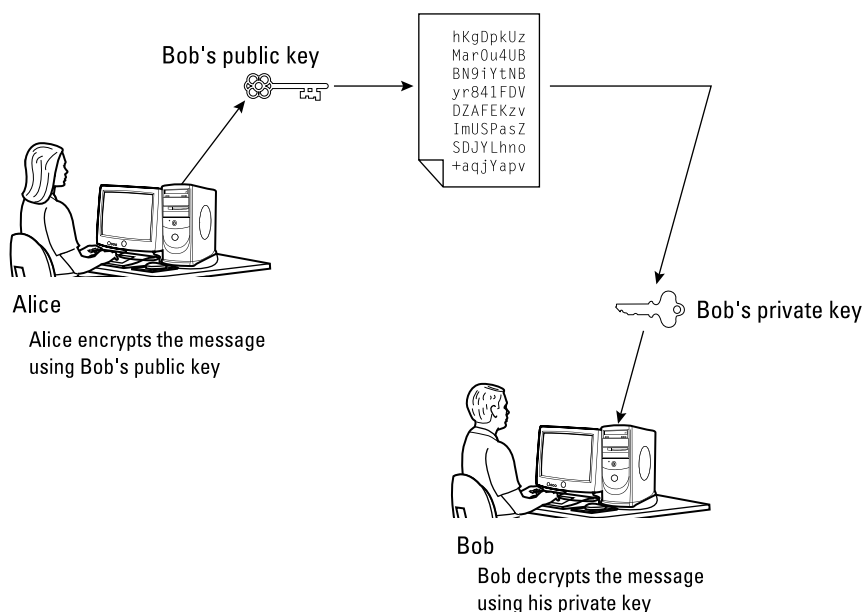 Bob's public key
hKgDpkUz
MarOu4UB
BN9iYtNB
yr841FDV
DZAFEKzv
ImUSPasZ
SDJYLhno
+aqjYapv
Alice
Alice encrypts the message
using Bob's public key
Bob's private key
Bob
Bob decrypts the message
using his private key